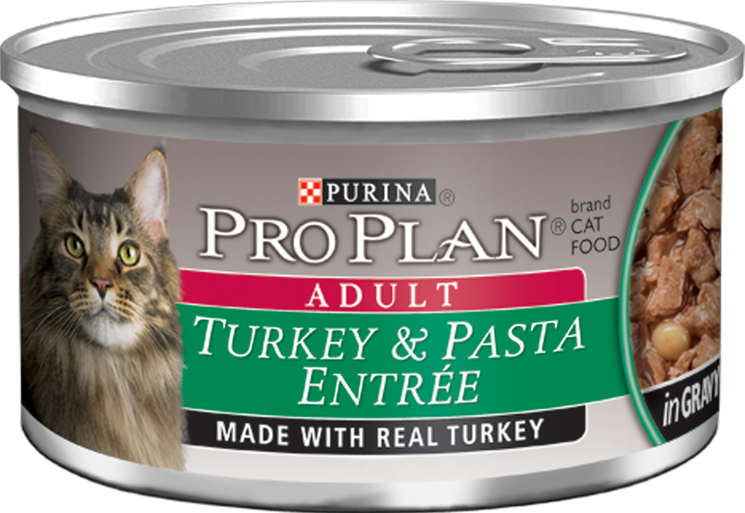 PURINA®
PRO PLAN®
brand
CAT
FOOD
ADULT
TURKEY & PASTA
ENTRÉE
MADE WITH REAL TURKEY
in GRAVY